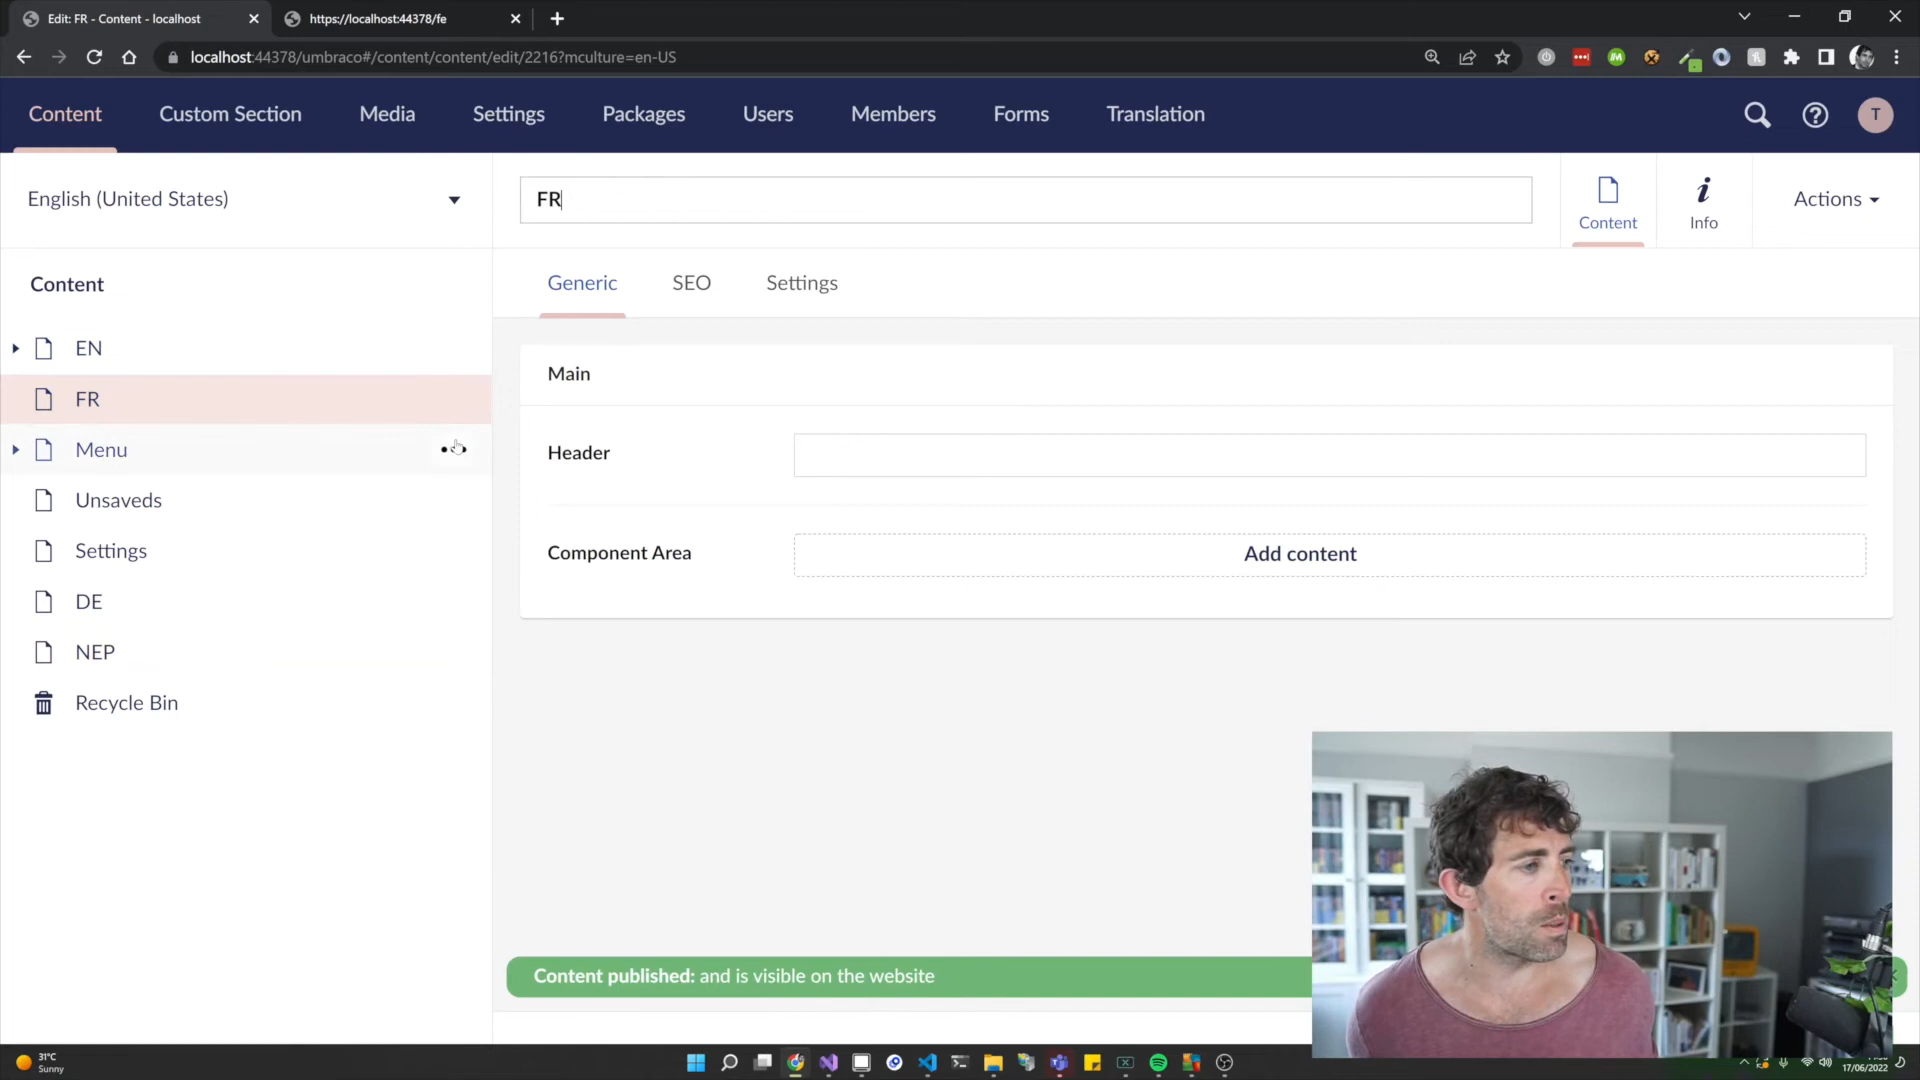 Edit: FR - Content - localhost
https://localhost:44378/fe
localhost:44378/umbraco#/content/content/edit/2216?mculture=en-US
Content Custom Section Media Settings Packages Users Members Forms Translation
T
English (United States)
FR
Content
Info
Actions
Content
Generic SEO Settings
EN
FR
Menu
Unsaveds
Settings
DE
NEP
Recycle Bin
Main
Header
Component Area
Add content
Content published: and is visible on the website
31°C
Sunny
17/06/2022